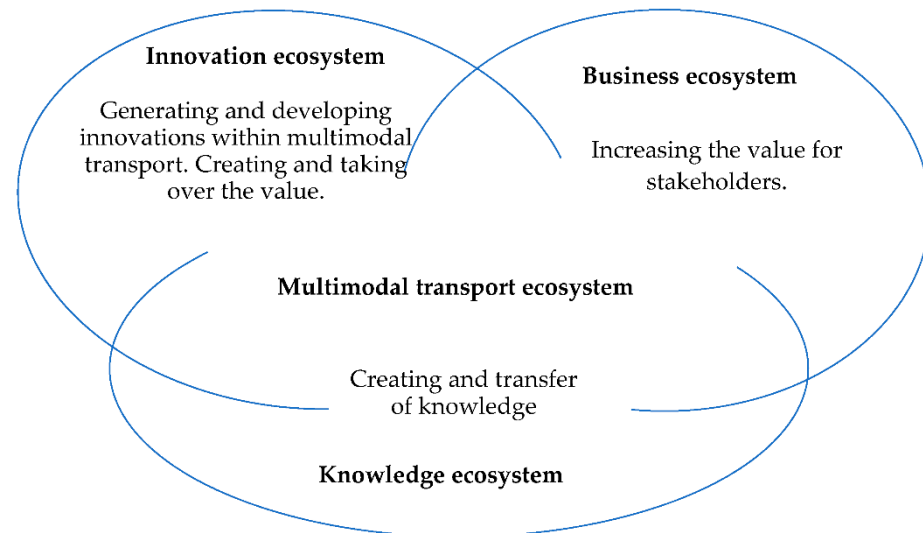 Innovation ecosystem
Generating and developing
innovations within multimodal
transport. Creating and taking
over the value.
Business ecosystem
Increasing the value for
stakeholders.
Multimodal transport ecosystem
Creating and transfer
of knowledge
Knowledge ecosystem